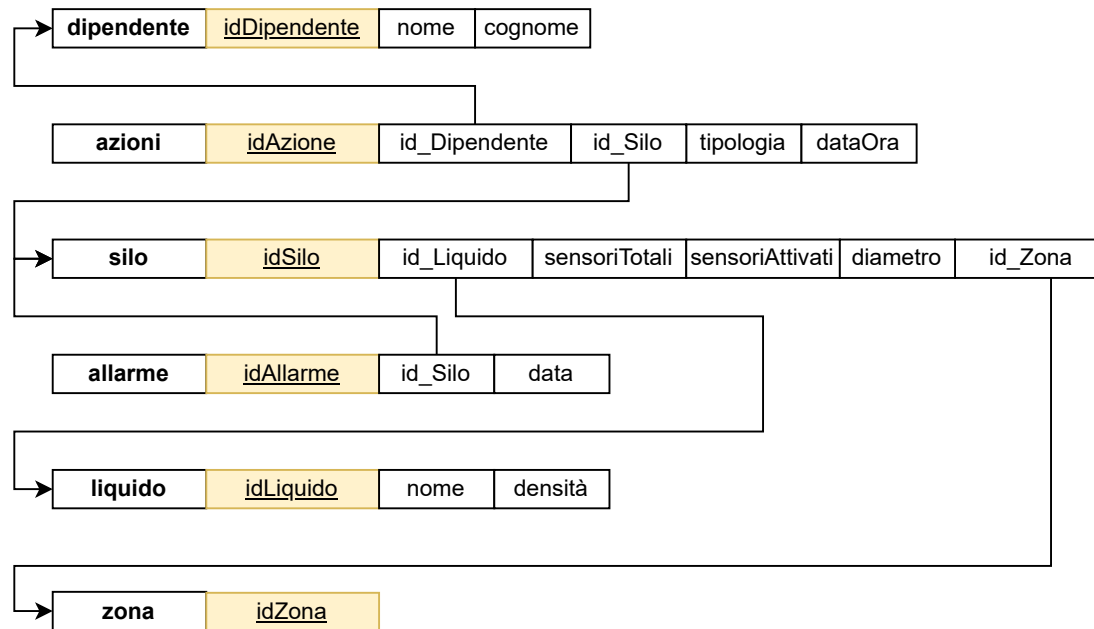 dipendente idDipendente nome cognome
azioni idAzione id_Dipendente id_Silo tipologia dataOra
silo idSilo id_Liquido sensoriTotali sensoriAttivati diametro id_Zona
allarme idAllarme id_Silo data
liquido idLiquido nome densità
zona idZona